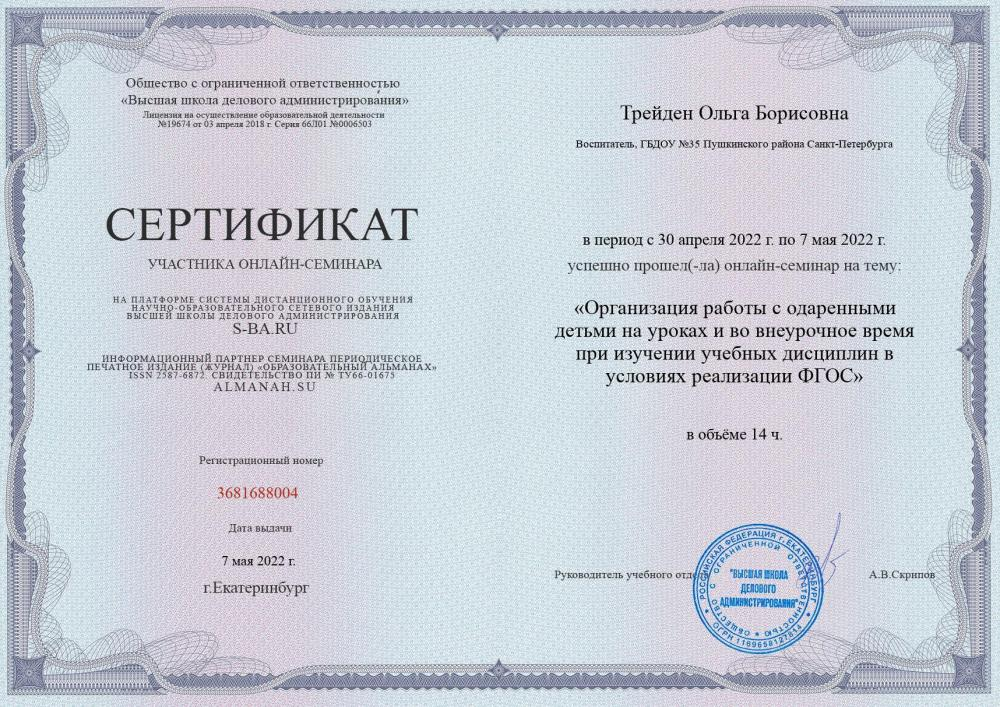 Общество с ограниченной ответственностью
«Высшая школа делового администрирования»
Лицензия на осуществление образовательной деятельности
№19674 от 03 апреля 2018 г. Серия 66Л01 №0006503
СЕРТИФИКАТ
УЧАСТНИКА ОНЛАЙН-СЕМИНАРА
НА ПЛАТФОРМЕ СИСТЕМЫ ДИСТАНЦИОННОГО ОБУЧЕНИЯ
НАУЧНО-ОБРАЗОВАТЕЛЬНОГО СЕТЕВОГО ИЗДАНИЯ
ВЫСШЕЙ ШКОЛЫ ДЕЛОВОГО АДМИНИСТРИРОВАНИЯ
S-BA.RU
ИНФОРМАЦИОННЫЙ ПАРТНЕР СЕМИНАРА ПЕРИОДИЧЕСКОЕ
ПЕЧАТНОЕ ИЗДАНИЕ (ЖУРНАЛ) «ОБРАЗОВАТЕЛЬНЫЙ АЛЬМАНАХ»
ISSN 2587-6872. СВИДЕТЕЛЬСТВО ПИ № ТУ66-01675
ALMANAH.SU
Регистрационный номер
3681688004
Дата выдачи
7 мая 2022 г.
г.Екатеринбург
Трейден Ольга Борисовна
Воспитатель, ГБДОУ №35 Пушкинского района Санкт-Петербурга
в период с 30 апреля 2022 г. по 7 мая 2022 г.
успешно прошел(-ла) онлайн-семинар на тему:
«Организация работы с одаренными
детьми на уроках и во внеурочное время
при изучении учебных дисциплин в
условиях реализации ФГОС»
в объёме 14 ч.
Руководитель учебного отде
А.В.Скрипов
РОССИЙСКАЯ ФЕДЕРАЦИЯ г. ЕКАТЕРИНБУРГ
ОБЩЕСТВО С ОГРАНИЧЕННОЙ ОТВЕТСТВЕННОСТЬЮ
"ВЫСШАЯ ШКОЛА
ДЕЛОВОГО
АДМИНИСТРИРОВАНИЯ"
ОГРН 1169658127814